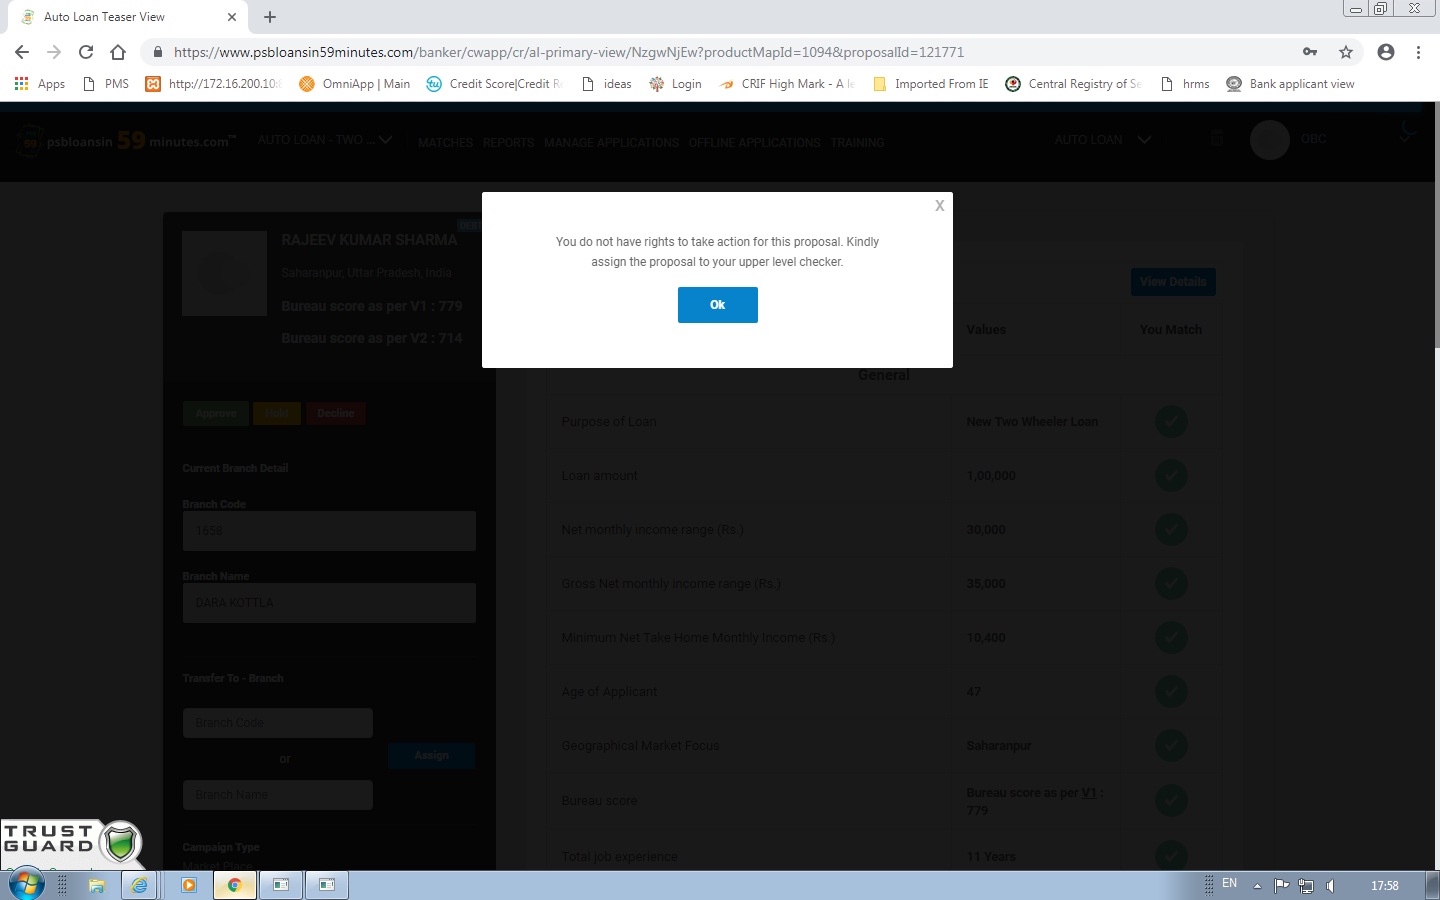 Auto Loan Teaser View
https://www.psbloansin59minutes.com/banker/cwapp/cr/al-primary-view/NzgwNjEw?productMapId=1094&proposalId=121771
Apps PMS http://172.16.200.10:8 OmniApp | Main Credit Score|Credit Re ideas Login CRIF High Mark - A le Imported From IE Central Registry of Se hrms Bank applicant view
59 psbloansin 59 minutes.com™ AUTO LOAN - TWO ... MATCHES REPORTS MANAGE APPLICATIONS OFFLINE APPLICATIONS TRAINING AUTO LOAN OBC
X
You do not have rights to take action for this proposal. Kindly
assign the proposal to your upper level checker.
Ok
RAJEEV KUMAR SHARMA
Saharanpur, Uttar Pradesh, India
Bureau score as per V1 : 779
Bureau score as per V2 : 714
Approve Hold Decline
Current Branch Detail
Branch Code
1658
Branch Name
DARA KOTTLA
Transfer To - Branch
Branch Code
or
Assign
Branch Name
Campaign Type
Market Place
View Details
Values You Match
General
Purpose of Loan New Two Wheeler Loan
Loan amount 1,00,000
Net monthly income range (Rs.) 30,000
Gross Net monthly income range (Rs.) 35,000
Minimum Net Take Home Monthly Income (Rs.) 10,400
Age of Applicant 47
Geographical Market Focus Saharanpur
Bureau score Bureau score as per V1 :
779
Total job experience 11 Years
TRUST
GUARD
EN 17:58